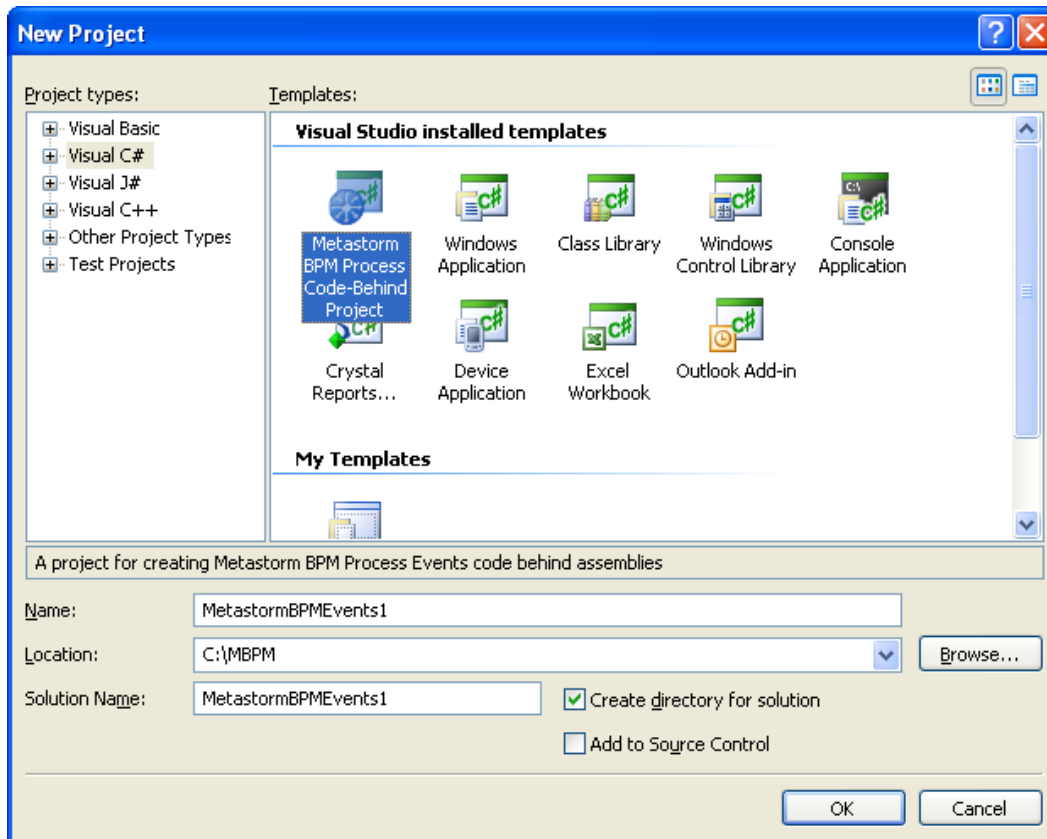 New Project
Project types:
Templates:
Visual Basic
Visual C#
Visual J#
Visual C++
Other Project Types
Test Projects
Visual Studio installed templates
Metastorm
BPM Process
Code-Behind
Project
Windows
Application
Class Library
Windows
Control Library
Console
Application
Crystal
Reports...
Device
Application
Excel
Workbook
Outlook Add-in
My Templates
A project for creating Metastorm BPM Process Events code behind assemblies
Name:
MetastormBPMEvents1
Location:
C:\MBPM
Browse...
Solution Name:
MetastormBPMEvents1
Create directory for solution
Add to Source Control
OK
Cancel